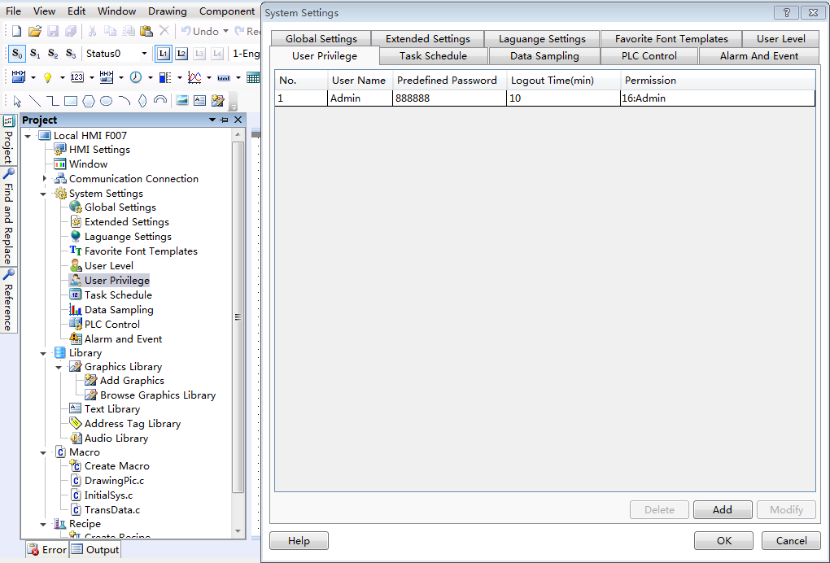 File View Edit Window Drawing Component
Undo Re
S0 S1 S2 S3 Status0 L1 L2 L3 L4 1-Eng
Project
Project
Find and Replace
Reference
Local HMI F007
HMI Settings
Window
Communication Connection
System Settings
Global Settings
Extended Settings
Laguange Settings
Favorite Font Templates
User Level
User Privilege
Task Schedule
Data Sampling
PLC Control
Alarm and Event
Library
Graphics Library
Add Graphics
Browse Graphics Library
Text Library
Address Tag Library
Audio Library
Macro
Create Macro
DrawingPic.c
InitialSys.c
TransData.c
Recipe
Create Recipe
Error Output
System Settings
Global Settings Extended Settings Laguange Settings Favorite Font Templates User Level
User Privilege Task Schedule Data Sampling PLC Control Alarm And Event
No. User Name Predefined Password Logout Time(min) Permission
1 Admin 888888 10 16:Admin
Delete Add Modify
Help OK Cancel